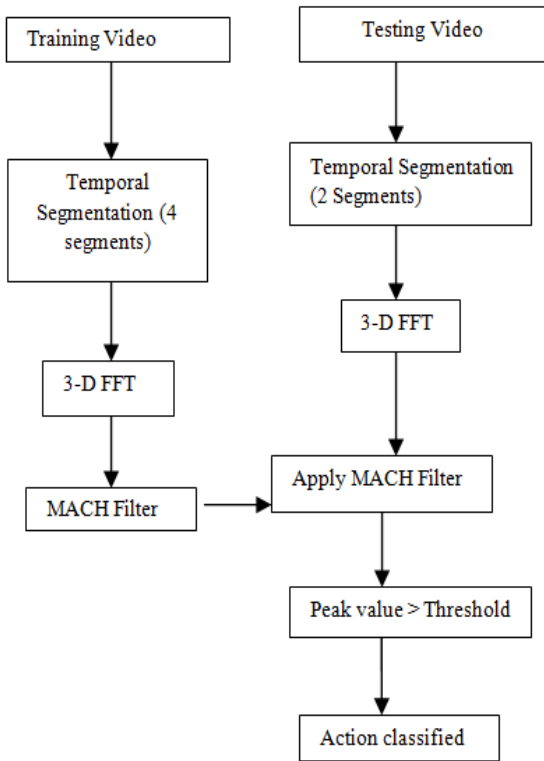 Training Video
Testing Video
Temporal
Segmentation (4
segments)
Temporal Segmentation
(2 Segments)
3-D FFT
3-D FFT
MACH Filter
Apply MACH Filter
Peak value > Threshold
Action classified